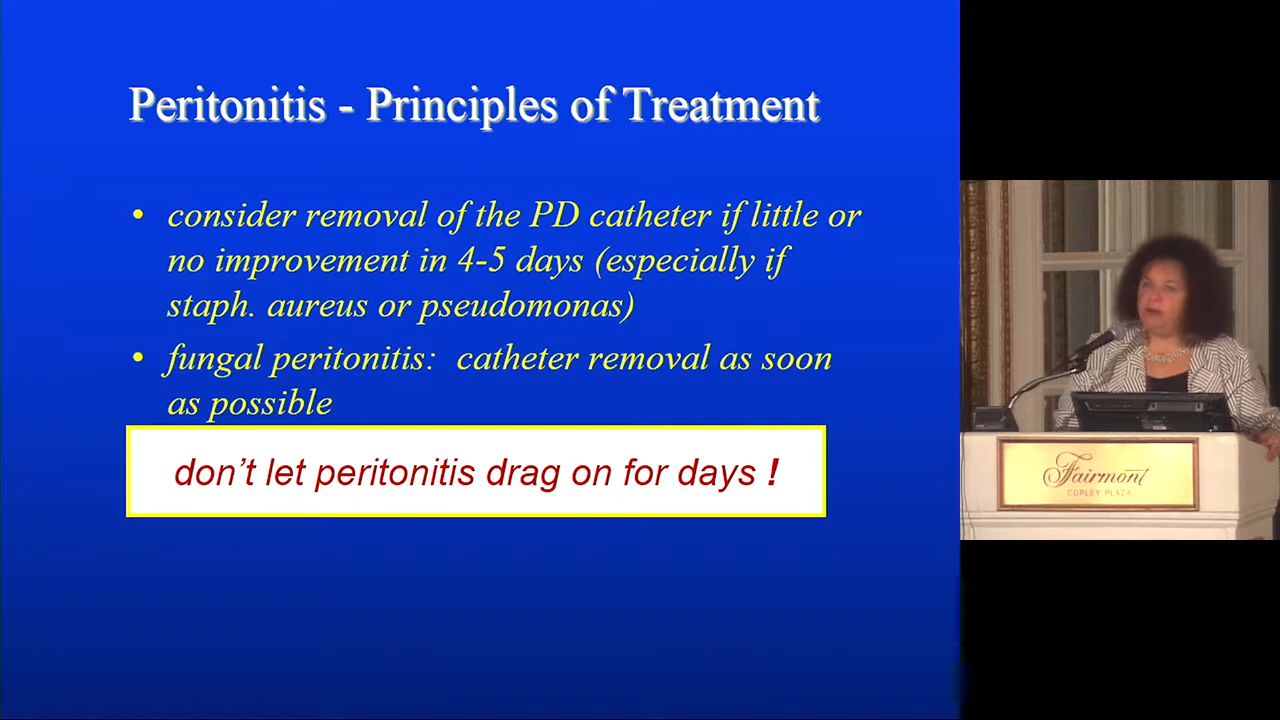 Peritonitis - Principles of Treatment
• consider removal of the PD catheter if little or
no improvement in 4-5 days (especially if
staph. aureus or pseudomonas)
• fungal peritonitis:  catheter removal as soon
as possible
don't let peritonitis drag on for days !
Fairmont
COPLEY PLAZA